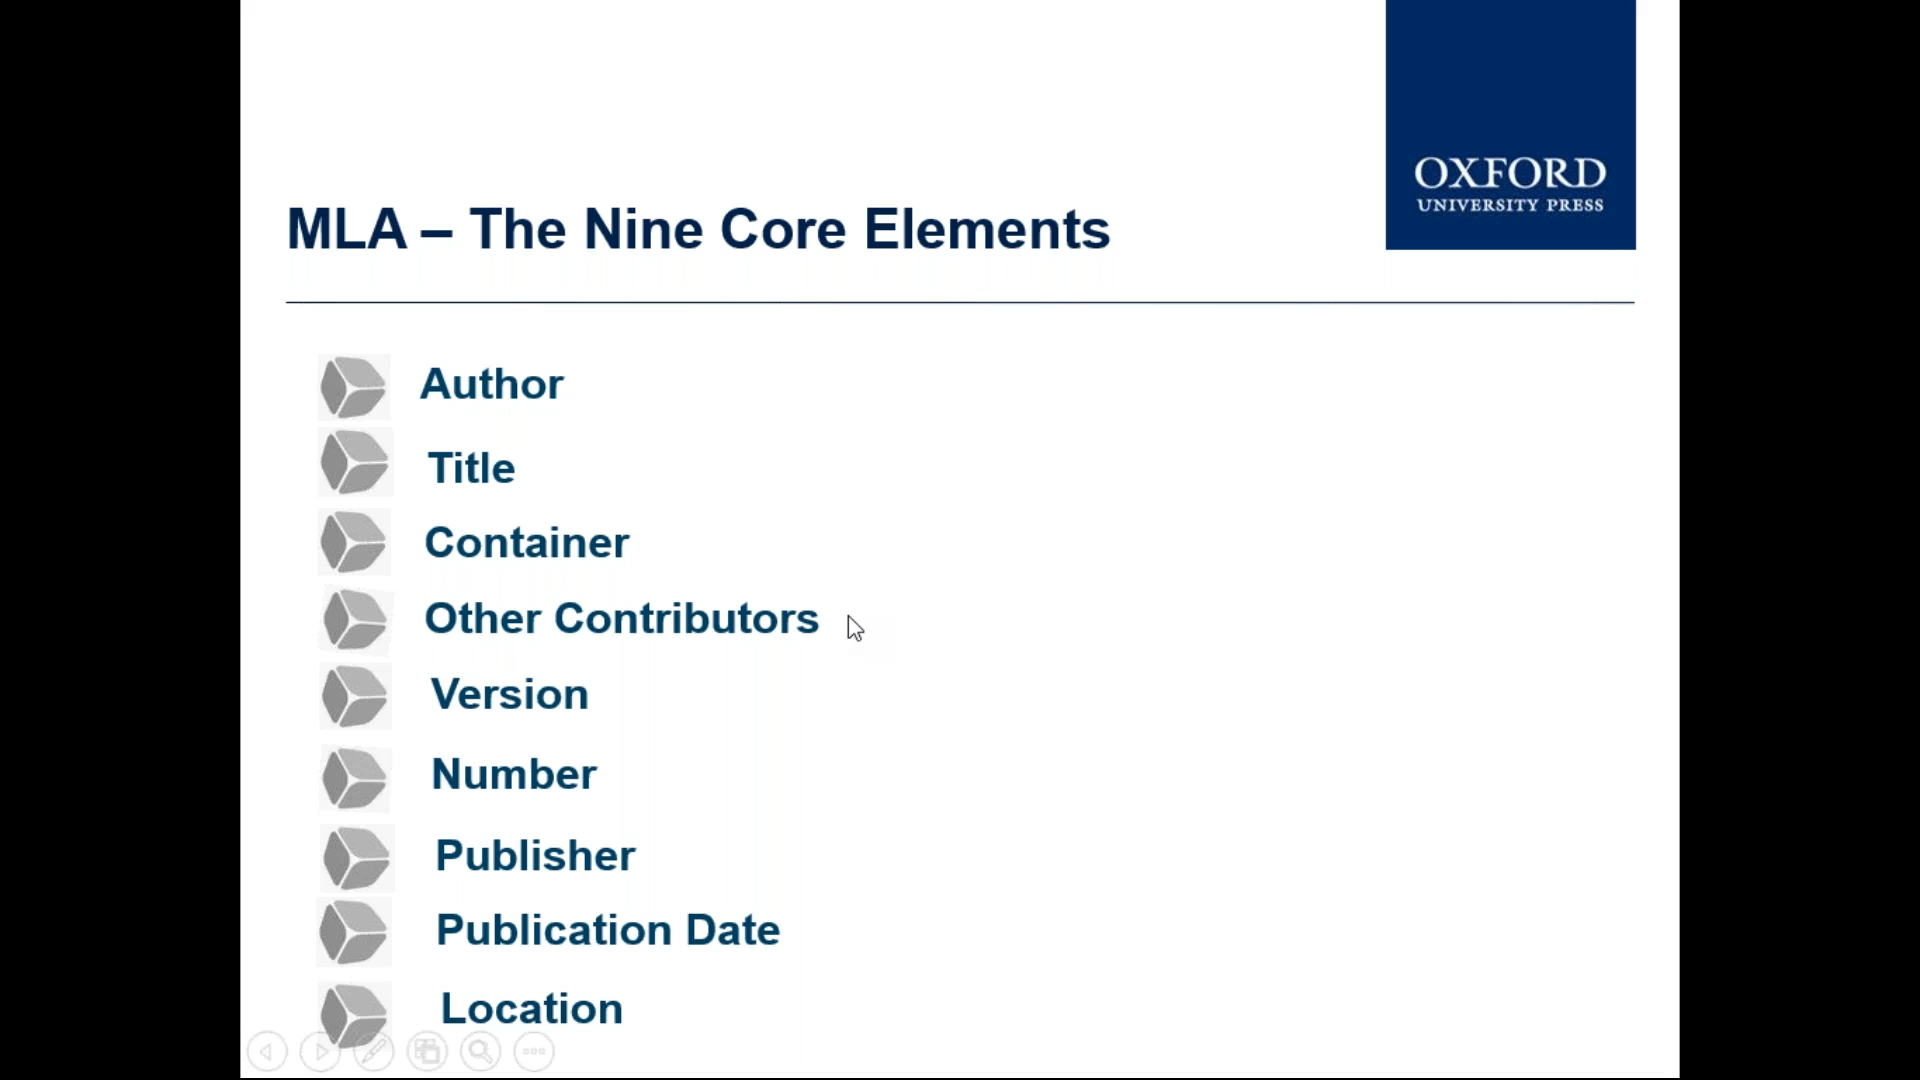 OXFORD
UNIVERSITY PRESS
MLA – The Nine Core Elements
Author
Title
Container
Other Contributors
Version
Number
Publisher
Publication Date
Location